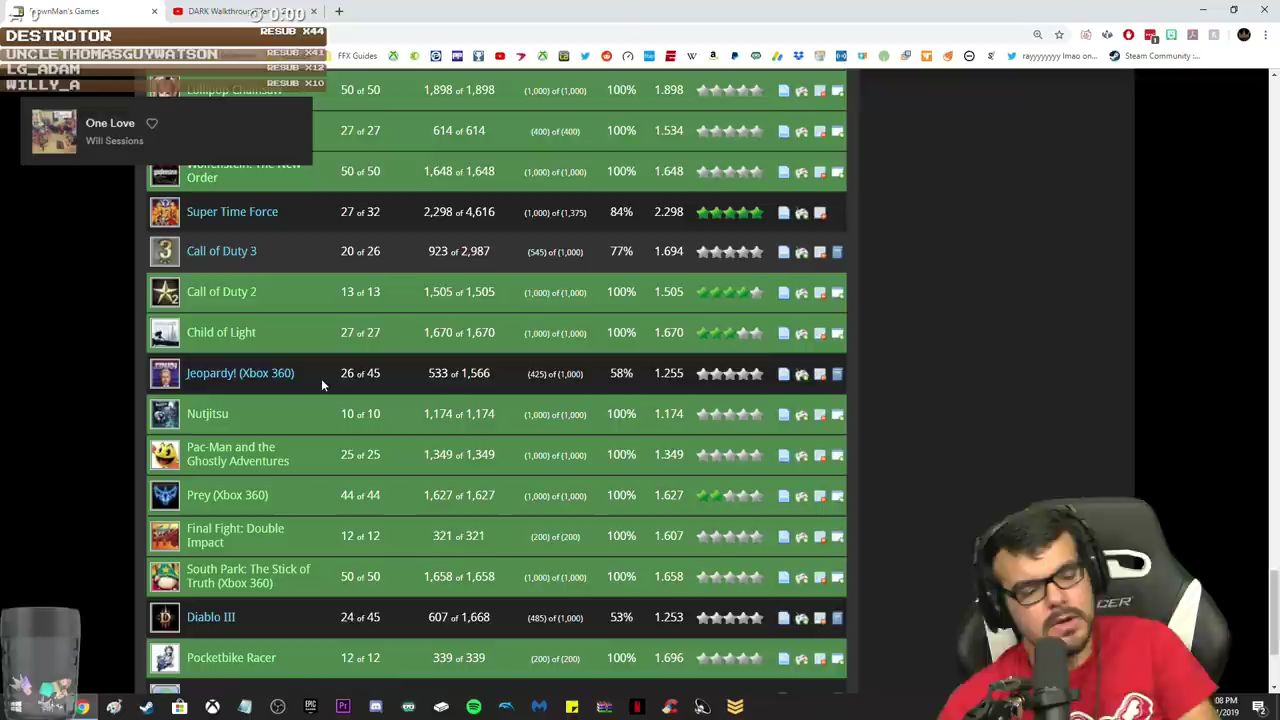 BrownMan's Games
DARK Walkthrough
0:00
DESTROTOR RESUB X44
UNCLETHOMASGUYWATSON RESUB X41
LG_ADAM RESUB X12
WILLY_A RESUB X10
FFX Guides
rayyyyyyy lmao on...
Steam Community :...
One Love
Will Sessions
Lollipop Chainsaw 50 of 50 1,898 of 1,898 (1,000) of (1,000) 100% 1.898
27 of 27 614 of 614 (400) of (400) 100% 1.534
Wolfenstein: The New
Order 50 of 50 1,648 of 1,648 (1,000) of (1,000) 100% 1.648
Super Time Force 27 of 32 2,298 of 4,616 (1,000) of (1,375) 84% 2.298
Call of Duty 3 20 of 26 923 of 2,987 (545) of (1,000) 77% 1.694
Call of Duty 2 13 of 13 1,505 of 1,505 (1,000) of (1,000) 100% 1.505
Child of Light 27 of 27 1,670 of 1,670 (1,000) of (1,000) 100% 1.670
Jeopardy! (Xbox 360) 26 of 45 533 of 1,566 (425) of (1,000) 58% 1.255
Nutjitsu 10 of 10 1,174 of 1,174 (1,000) of (1,000) 100% 1.174
Pac-Man and the
Ghostly Adventures 25 of 25 1,349 of 1,349 (1,000) of (1,000) 100% 1.349
Prey (Xbox 360) 44 of 44 1,627 of 1,627 (1,000) of (1,000) 100% 1.627
Final Fight: Double
Impact 12 of 12 321 of 321 (200) of (200) 100% 1.607
South Park: The Stick of
Truth (Xbox 360) 50 of 50 1,658 of 1,658 (1,000) of (1,000) 100% 1.658
Diablo III 24 of 45 607 of 1,668 (485) of (1,000) 53% 1.253
Pocketbike Racer 12 of 12 339 of 339 (200) of (200) 100% 1.696
08 PM
/2019